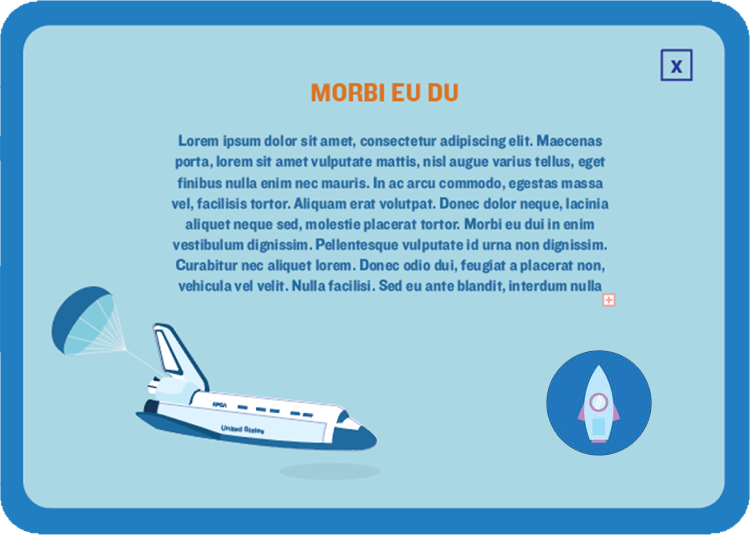 X
MORBI EU DU
Lorem ipsum dolor sit amet, consectetur adipiscing elit. Maecenas
porta, lorem sit amet vulputate mattis, nisl augue varius tellus, eget
finibus nulla enim nec mauris. In ac arcu commodo, egestas massa
vel, facilisis tortor. Aliquam erat volutpat. Donec dolor neque, lacinia
aliquet neque sed, molestie placerat tortor. Morbi eu dui in enim
vestibulum dignissim. Pellentesque vulputate id urna non dignissim.
Curabitur nec aliquet lorem. Donec odio dui, feugiat a placerat non,
vehicula vel velit. Nulla facilisi. Sed eu ante blandit, interdum nulla
United States